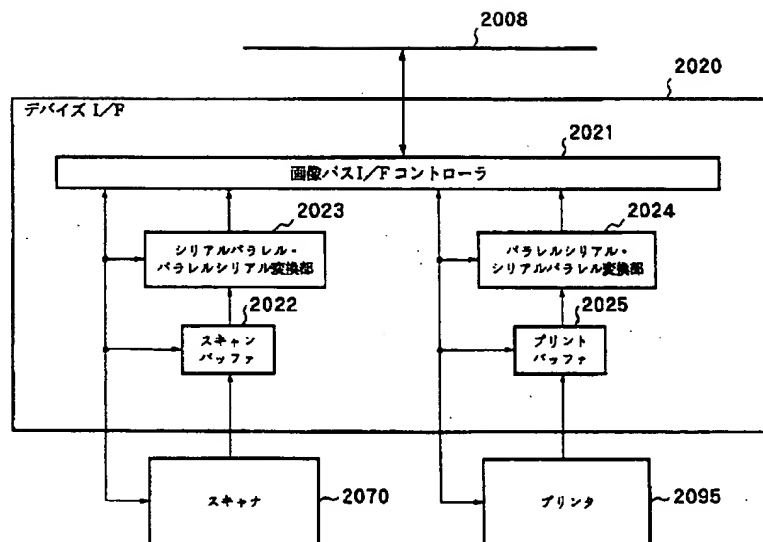 2008
2020
デバイズ I/F
2021
画像バスI/Fコントローラ
2023
2024
シリアルパラレル・
パラレルシリアル変換部
パラレルシリアル・
シリアルパラレル変換部
2022
2025
スキャン
バッファ
プリント
バッファ
スキャナ
2070
プリンタ
2095